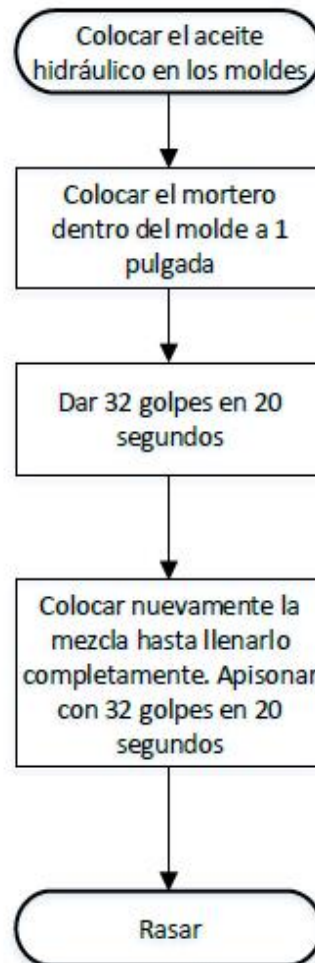 Colocar el aceite
hidráulico en los moldes
Colocar el mortero
dentro del molde a 1
pulgada
Dar 32 golpes en 20
segundos
Colocar nuevamente la
mezcla hasta llenarlo
completamente. Apisonar
con 32 golpes en 20
segundos
Rasar